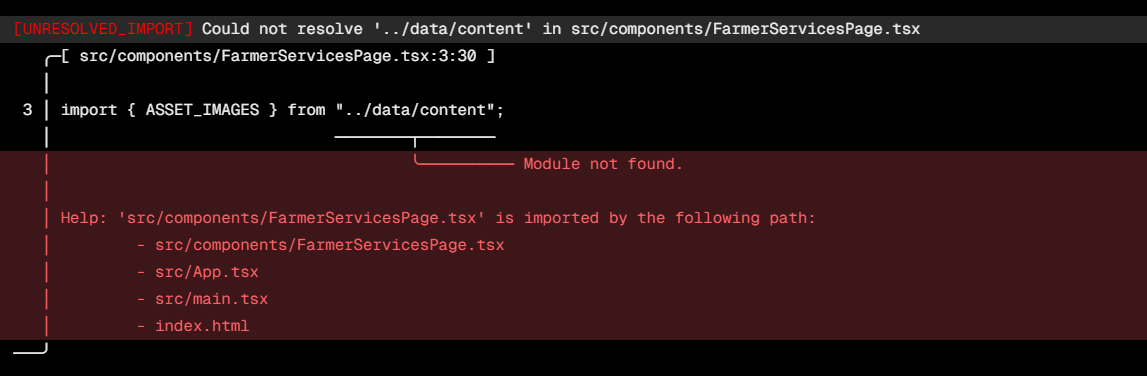 [UNRESOLVED_IMPORT] Could not resolve '../data/content' in src/components/FarmerServicesPage.tsx
╭─[ src/components/FarmerServicesPage.tsx:3:30 ]
│
3 │ import { ASSET_IMAGES } from "../data/content";
│ ────────┬────────
│ ╰────────── Module not found.
│
│ Help: 'src/components/FarmerServicesPage.tsx' is imported by the following path:
│ - src/components/FarmerServicesPage.tsx
│ - src/App.tsx
│ - src/main.tsx
│ - index.html
───╯